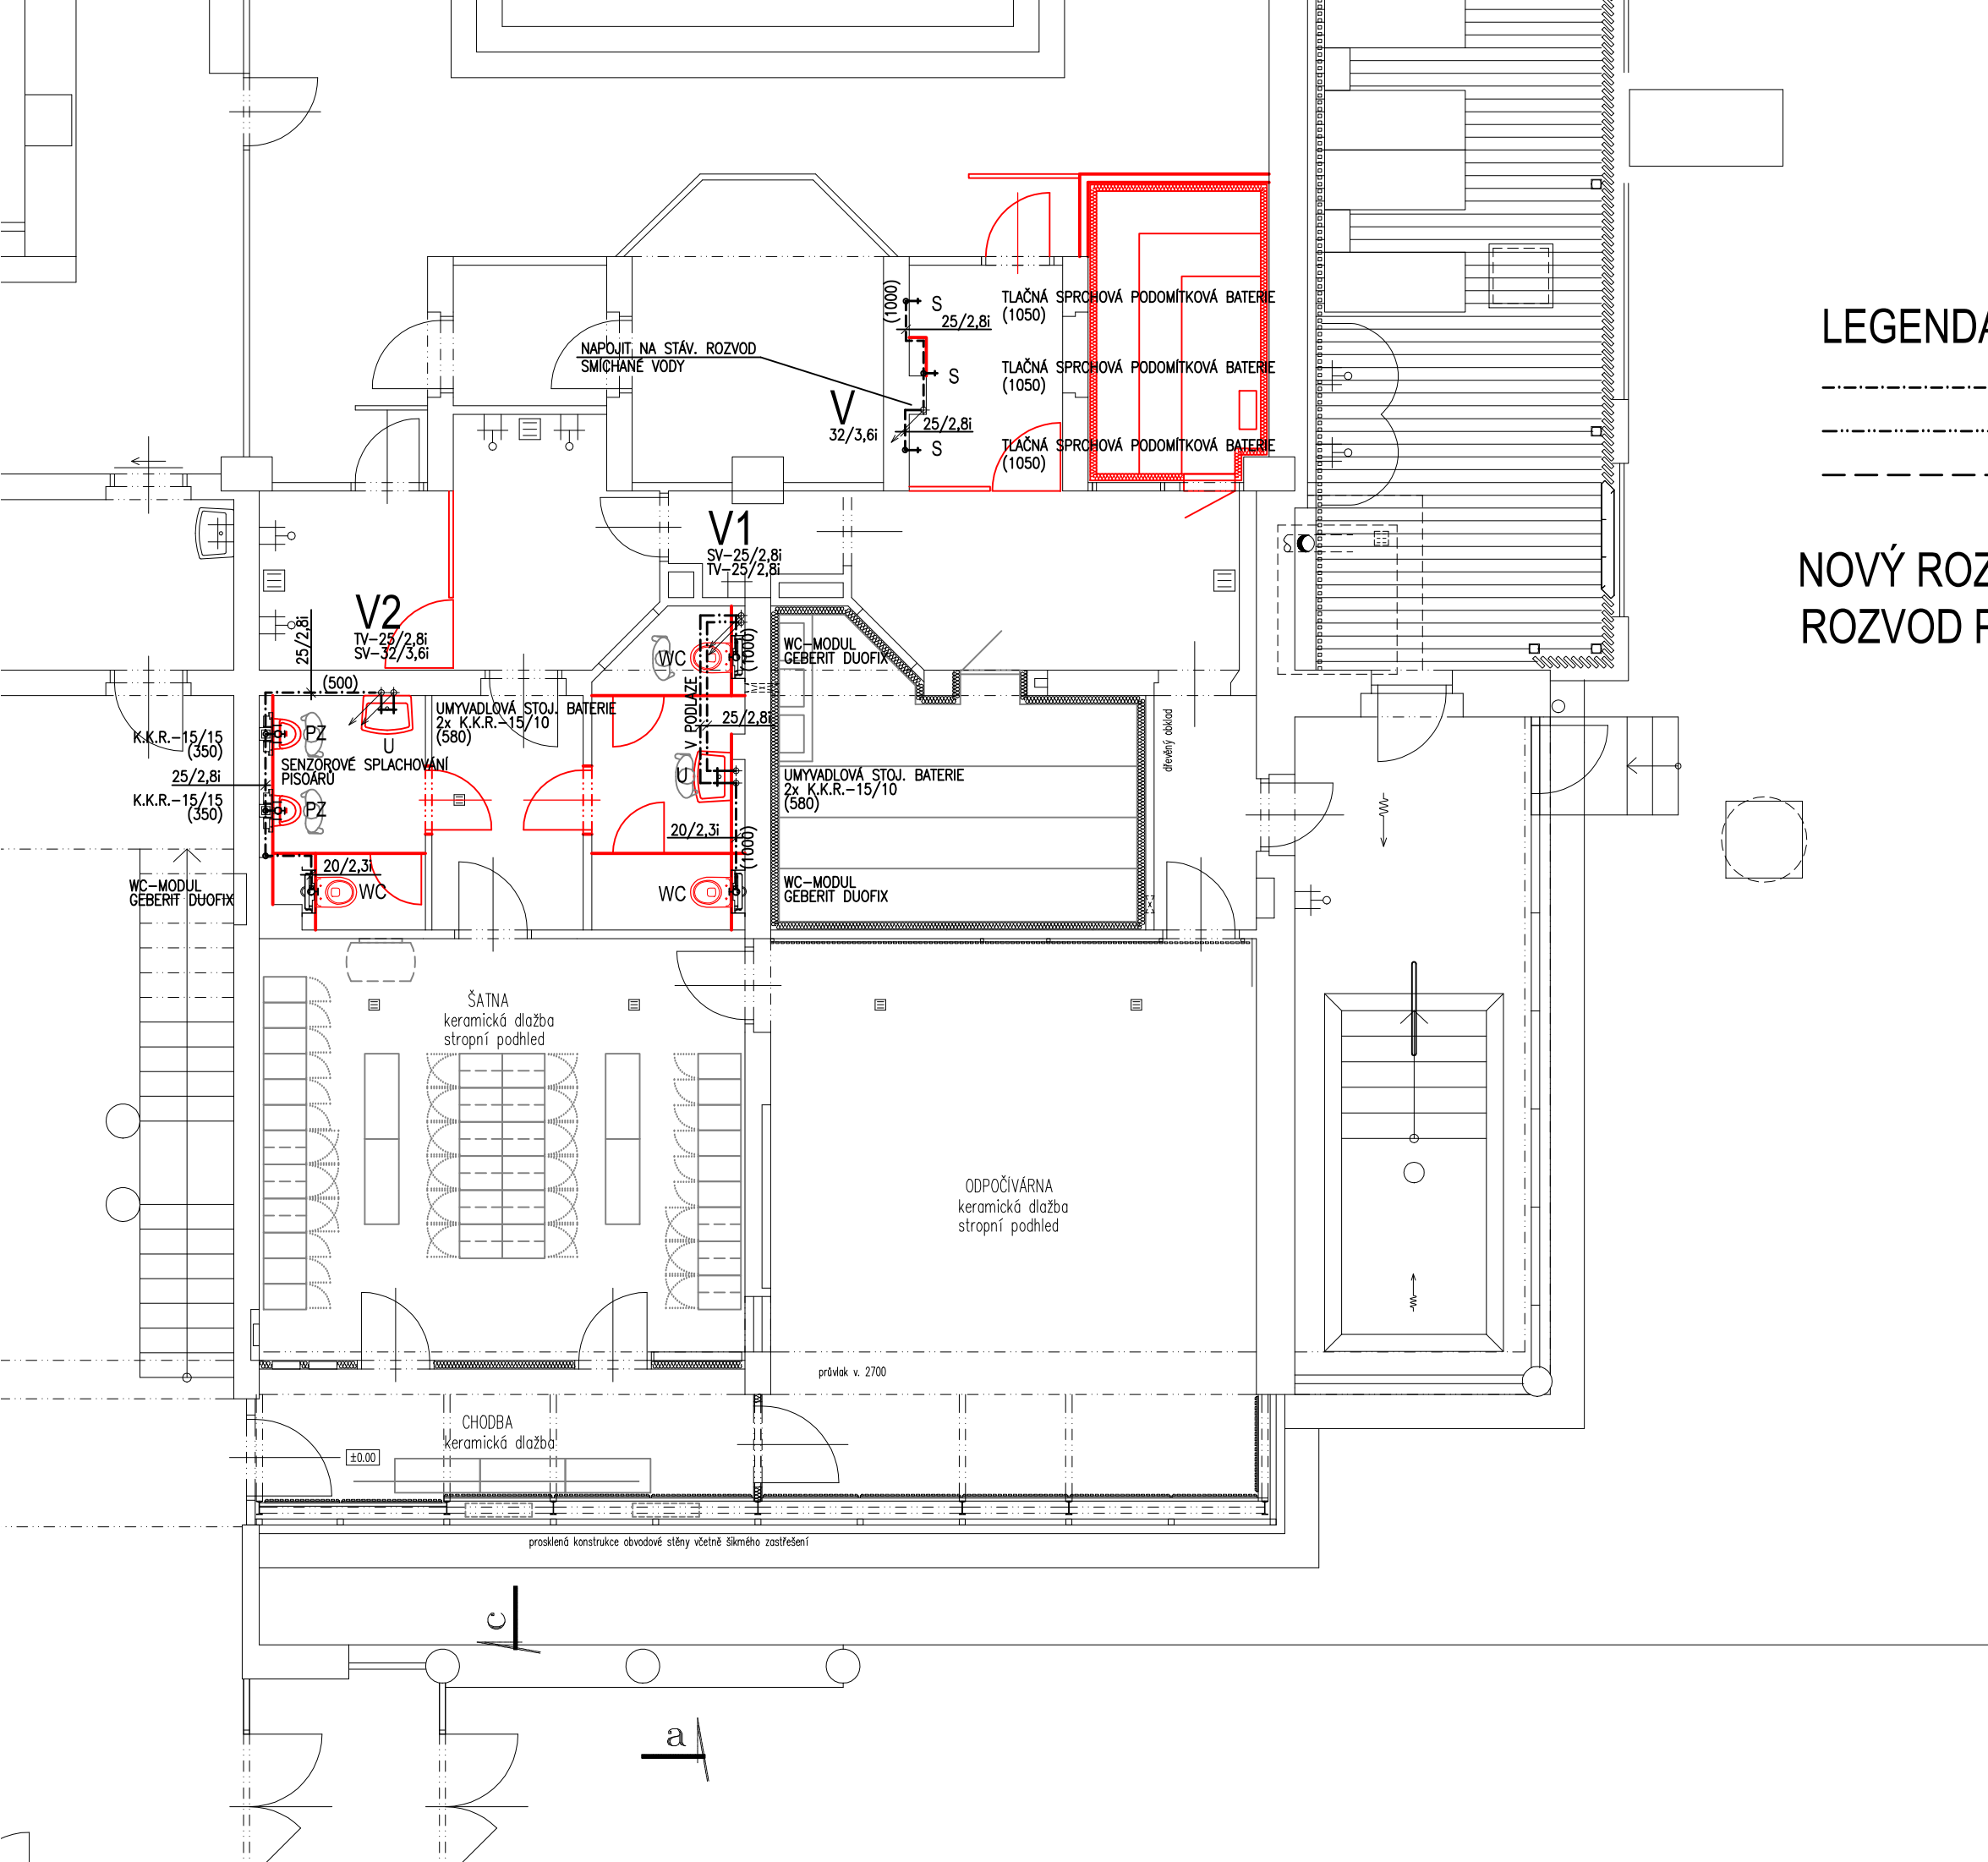 LEGENDA
NOVÝ ROZ
ROZVOD
(1000)
S
25/2,8i
TLAČNÁ SPRCHOVÁ PODOMÍTKOVÁ BATERIE
(1050)
NAPOJIT NA STÁV. ROZVOD
SMÍCHANÉ VODY
S
TLAČNÁ SPRCHOVÁ PODOMÍTKOVÁ BATERIE
(1050)
V
32/3,6i
25/2,8i
S
TLAČNÁ SPRCHOVÁ PODOMÍTKOVÁ BATERIE
(1050)
V1
SV-25/2,8i
TV-25/2,8i
V2
TV-25/2,8i
SV-32/3,6i
25/2,8i
(500)
WC
(1000)
WC-MODUL
GEBERIT DUOFIX
UMYVADLOVÁ STOJ. BATERIE
2x K.K.R.-15/10
(580)
V PODLAZE
25/2,8i
K.K.R.-15/15
(350)
PZ
U
SENZOROVÉ SPLACHOVÁNÍ
PISOÁRŮ
25/2,8i
K.K.R.-15/15
(350)
PZ
U
UMYVADLOVÁ STOJ. BATERIE
2x K.K.R.-15/10
(580)
20/2,3i
(1000)
dřevěný obklad
20/2,3i
WC
WC-MODUL
GEBERIT DUOFIX
WC
WC-MODUL
GEBERIT DUOFIX
ŠATNA
keramická dlažba
stropní podhled
ODPOČÍVÁRNA
keramická dlažba
stropní podhled
průvlak v. 2700
CHODBA
keramická dlažba
±0.00
prosklená konstrukce obvodové stěny včetně šikmého zastřešení
c
a